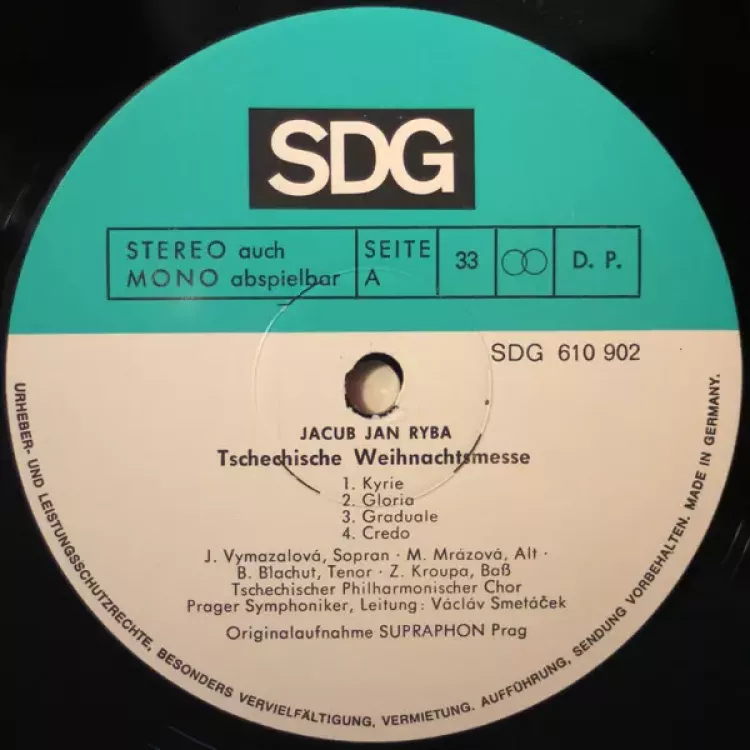 SDG
STEREO auch
MONO abspielbar
SEITE
A
33
D. P.
SDG 610 902
JACUB JAN RYBA
Tschechische Weihnachtsmesse
1. Kyrie
2. Gloria
3. Graduale
4. Credo
J. Vymazalová, Sopran · M. Mrázová, Alt ·
B. Blachut, Tenor · Z. Kroupa, Baß
Tschechischer Philharmonischer Chor
Prager Symphoniker, Leitung: Václáv Smetáček
Originalaufnahme SUPRAPHON Prag
URHEBER- UND LEISTUNGSSCHUTZRECHTE, BESONDERS VERVIELFÄLTIGUNG, VERMIETUNG. AUFFÜHRUNG, SENDUNG VORBEHALTEN. MADE IN GERMANY.